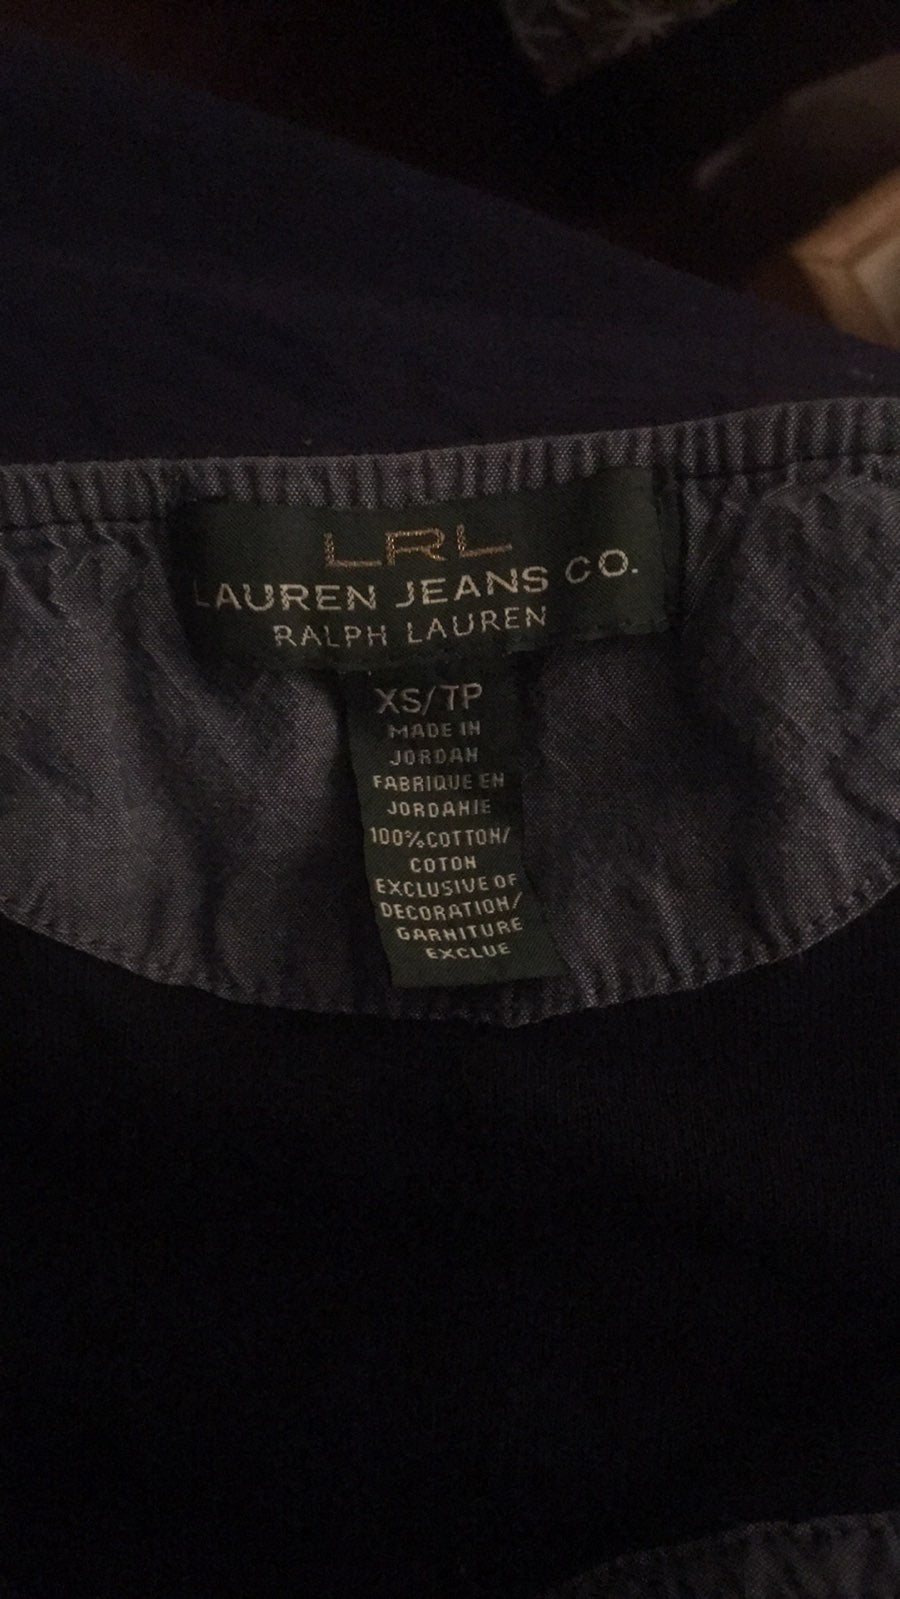 LRL
LAUREN JEANS CO.
RALPH LAUREN
XS/TP
MADE IN
JORDAN
FABRIQUE EN
JORDANIE
100%COTTON/
COTON
EXCLUSIVE OF
DECORATION/
GARNITURE
EXCLUE